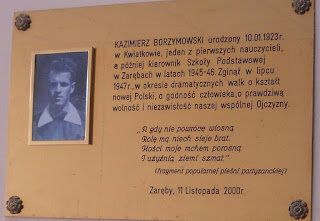 KAZIMIERZ BORZYMOWSKI urodzony 10.01.1923r.
w Kwiatkowie, jeden z pierwszych nauczycieli,
a później kierownik Szkoły Podstawowej
w Zarębach w latach 1945-46. Zginął w lipcu
1947r. „w okresie dramatycznych walk o kształt
nowej Polski, o godność człowieka, o prawdziwą
wolność i niezawisłość naszej wspólnej Ojczyzny.
„A gdy nie powrócę wiosną
Rolę mą niech sieje brat.
Kości moje mchem porosną
I użyźnią ziemi szmat."
(fragment popularnej pieśni partyzanckiej)
Zaręby, 11 Listopada 2000r.